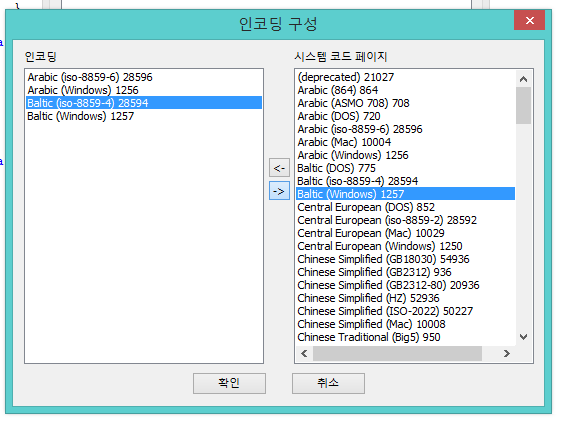 }
인코딩 구성
인코딩
Arabic (iso-8859-6) 28596
Arabic (Windows) 1256
Baltic (iso-8859-4) 28594
Baltic (Windows) 1257
<-
->
시스템 코드 페이지
(deprecated) 21027
Arabic (864) 864
Arabic (ASMO 708) 708
Arabic (DOS) 720
Arabic (iso-8859-6) 28596
Arabic (Mac) 10004
Arabic (Windows) 1256
Baltic (DOS) 775
Baltic (iso-8859-4) 28594
Baltic (Windows) 1257
Central European (DOS) 852
Central European (iso-8859-2) 28592
Central European (Mac) 10029
Central European (Windows) 1250
Chinese Simplified (GB18030) 54936
Chinese Simplified (GB2312) 936
Chinese Simplified (GB2312-80) 20936
Chinese Simplified (HZ) 52936
Chinese Simplified (ISO-2022) 50227
Chinese Simplified (Mac) 10008
Chinese Traditional (Big5) 950
확인
취소